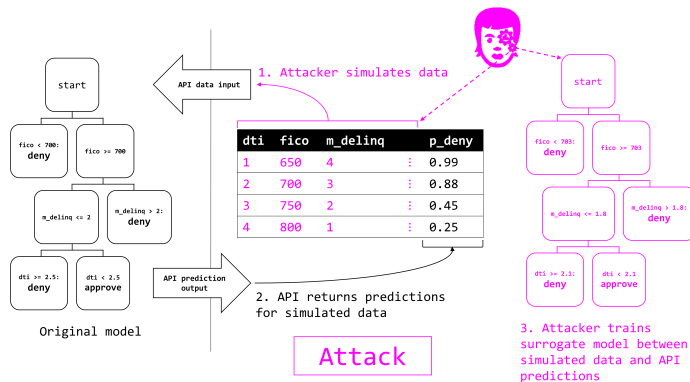 start
fico < 700:
deny
fico >= 700
m_delinq <= 2
m_delinq > 2:
deny
dti >= 2.5:
deny
dti < 2.5
approve
Original model
API data input
API prediction
output
1. Attacker simulates data
dti fico m_delinq p_deny
1 650 4 ⋮ 0.99
2 700 3 ⋮ 0.88
3 750 2 ⋮ 0.45
4 800 1 ⋮ 0.25
2. API returns predictions
for simulated data
Attack
start
fico < 703:
deny
fico >= 703
m_delinq <= 1.8
m_delinq > 1.8:
deny
dti >= 2.1:
deny
dti < 2.1
approve
3. Attacker trains
surrogate model between
simulated data and API
predictions